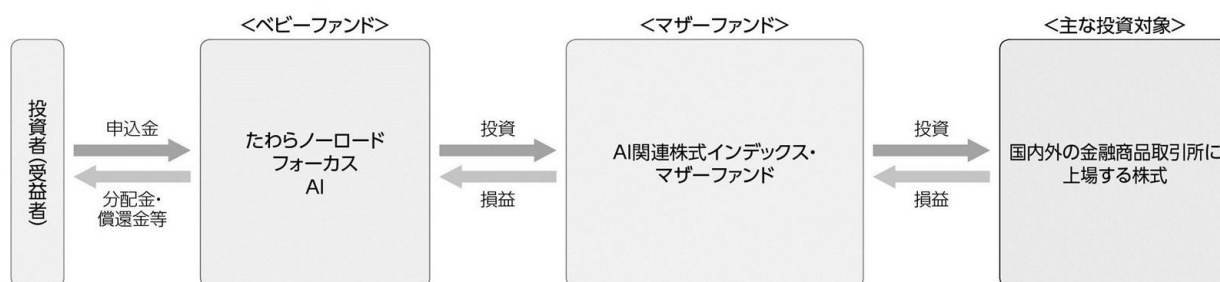 <ベビーファンド>
<マザーファンド>
<主な投資対象>
投資者(受益者)
申込金
分配金・
償還金等
たわらノーロード
フォーカス
AI
投資
損益
AI関連株式インデックス・
マザーファンド
投資
損益
国内外の金融商品取引所に
上場する株式